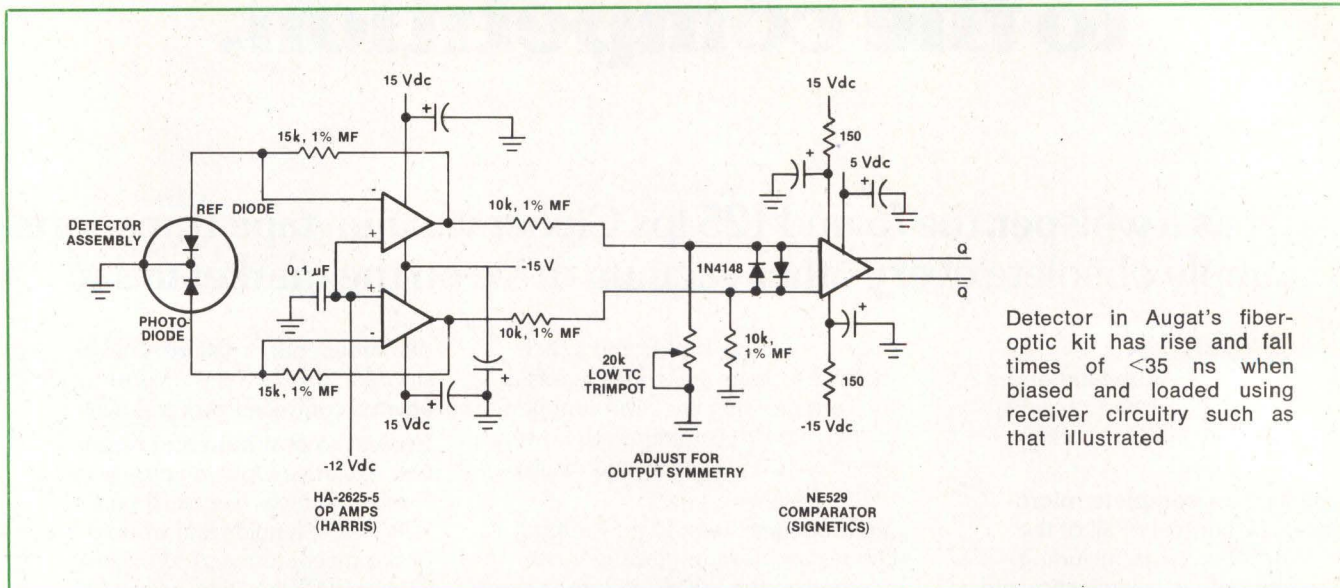 15 Vdc
15k, 1% MF
REF DIODE
DETECTOR
ASSEMBLY
-
+
+
0.1 µF
+
-
PHOTO-
DIODE
15k, 1% MF
-12 Vdc
HA-2625-5
OP AMPS
(HARRIS)
10k, 1% MF
-15 V
10k, 1% MF
+
+
15 Vdc
20k
LOW TC
TRIMPOT
ADJUST FOR
OUTPUT SYMMETRY
1N4148
10k,
1% MF
15 Vdc
150
+
5 Vdc
+
Q
Q̅
+
150
-15 Vdc
NE529
COMPARATOR
(SIGNETICS)
Detector in Augat's fiber-
optic kit has rise and fall
times of <35 ns when
biased and loaded using
receiver circuitry such as
that illustrated